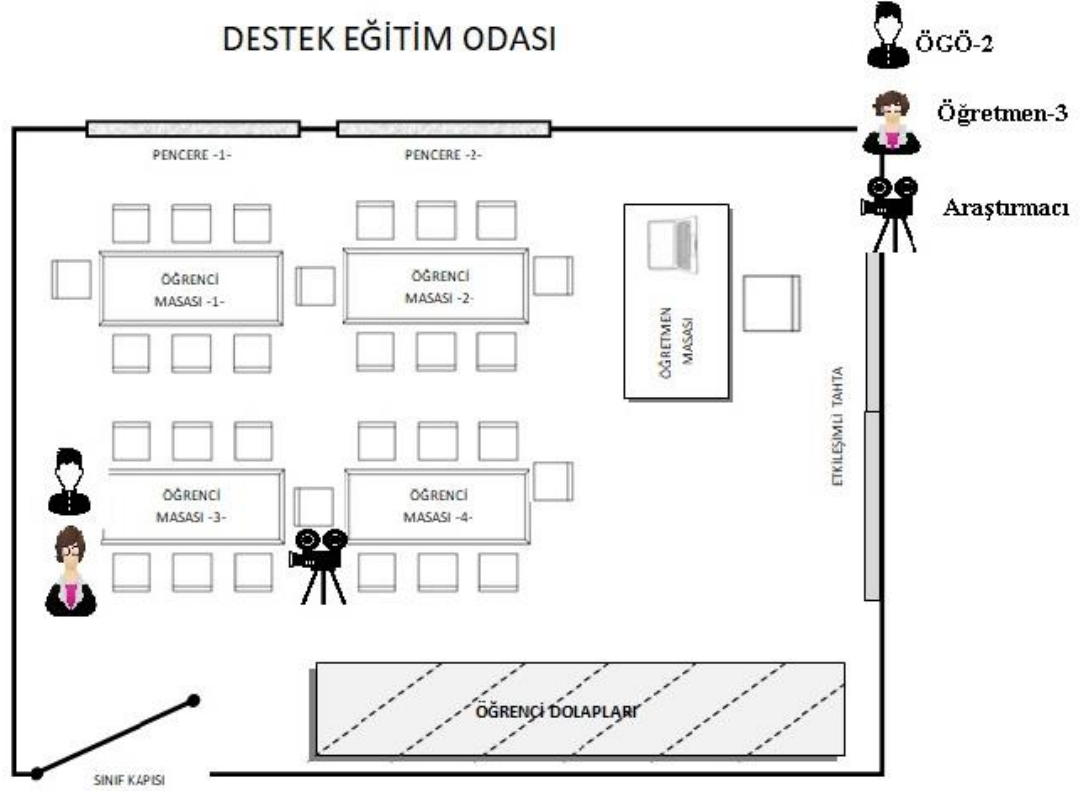 DESTEK EĞİTİM ODASI
ÖGÖ-2
Öğretmen-3
Araştırmacı
PENCERE -1-
PENCERE -2-
ÖĞRENCİ
MASASI -1-
ÖĞRENCİ
MASASI -2-
ÖĞRETMEN
MASASI
ETKİLEŞİMLİ TAHTA
ÖĞRENCİ
MASASI -3-
ÖĞRENCİ
MASASI -4-
ÖĞRENCİ DOLAPLARI
SINIF KAPISI